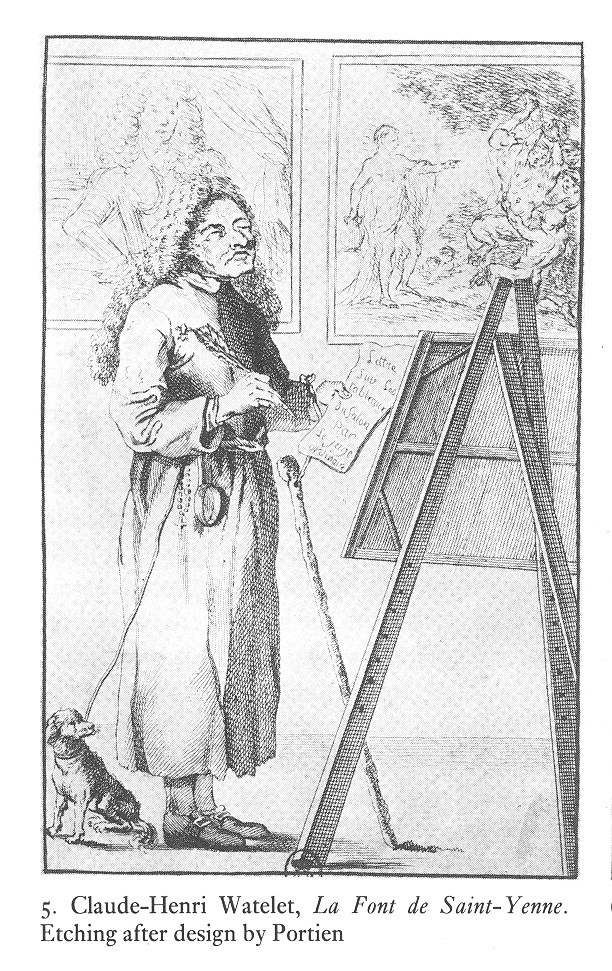 Lettre
Sur les
Tableaux
du Salon
par
5. Claude-Henri Watelet, La Font de Saint-Yenne.
Etching after design by Portien